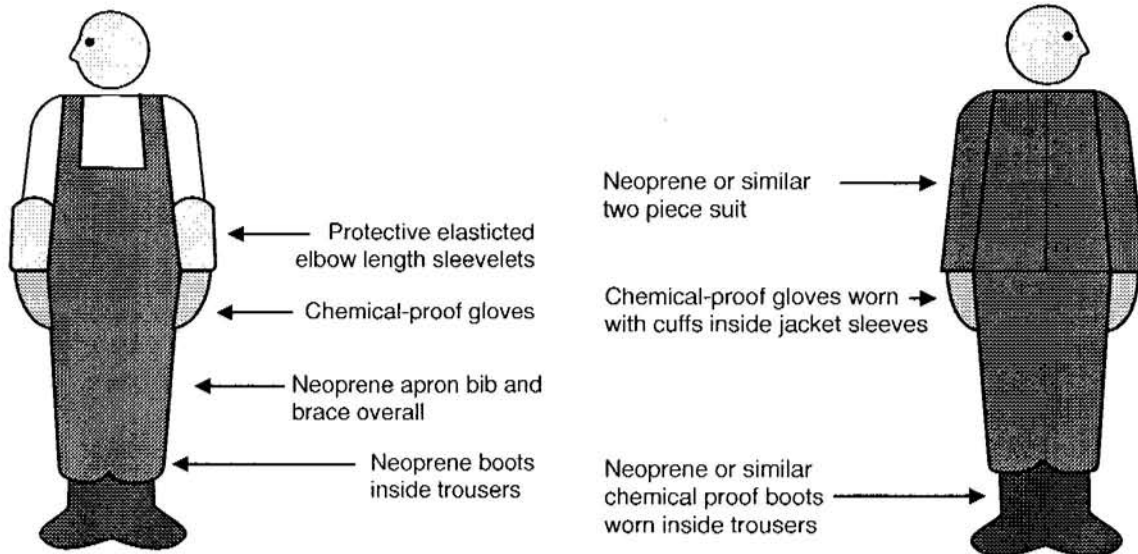 Protective elasticted
elbow length sleevelets
Chemical-proof gloves
Neoprene apron bib and
brace overall
Neoprene boots
inside trousers
Neoprene or similar
two piece suit
Chemical-proof gloves worn
with cuffs inside jacket sleeves
Neoprene or similar
chemical proof boots
worn inside trousers